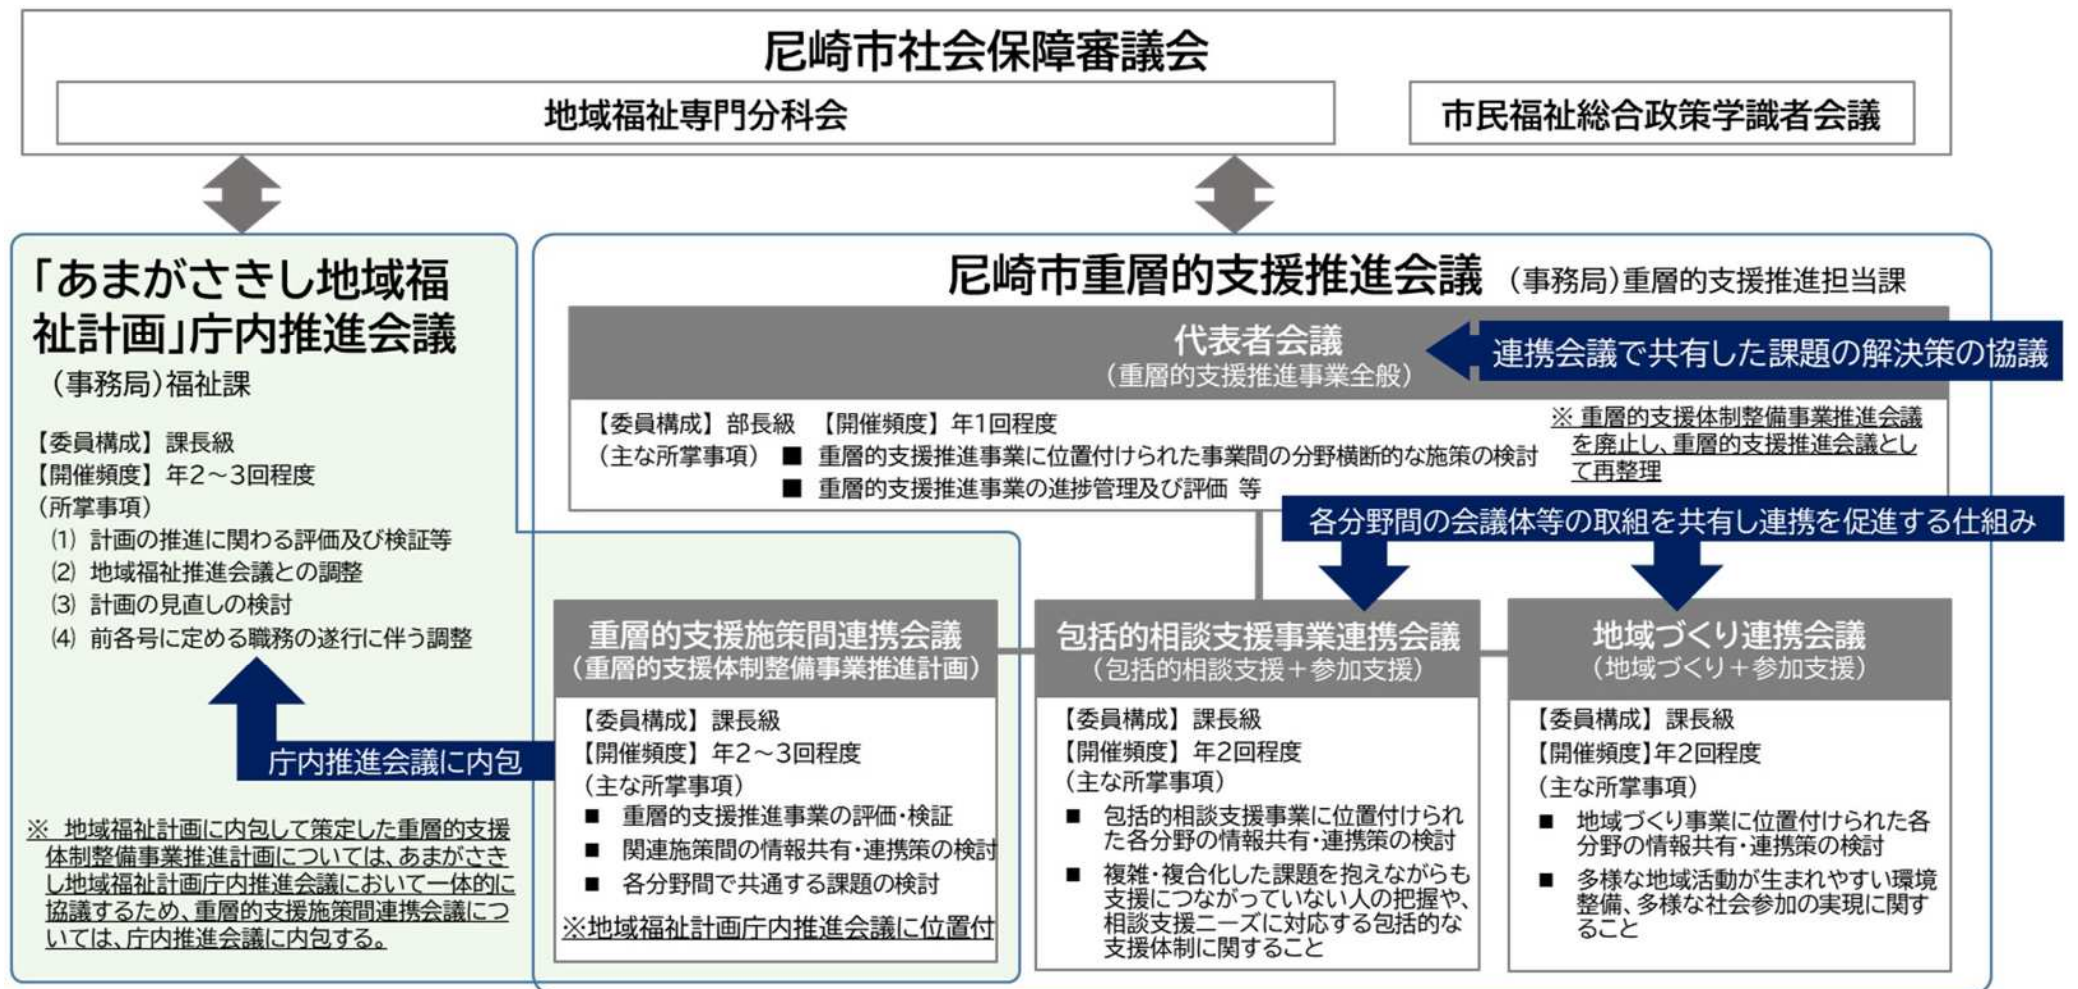 尼崎市社会保障審議会
地域福祉専門分科会
市民福祉総合政策学識者会議
「あまがさきし地域福
祉計画」庁内推進会議
(事務局)福祉課
【委員構成】課長級
【開催頻度】年2～3回程度
(所掌事項)
⑴ 計画の推進に関わる評価及び検証等
⑵ 地域福祉推進会議との調整
⑶ 計画の見直しの検討
⑷ 前各号に定める職務の遂行に伴う調整
庁内推進会議に内包
※ 地域福祉計画に内包して策定した重層的支援
体制整備事業推進計画については、あまがさき
し地域福祉計画庁内推進会議において一体的に
協議するため、重層的支援施策間連携会議につ
いては、庁内推進会議に内包する。
尼崎市重層的支援推進会議 (事務局)重層的支援推進担当課
代表者会議
(重層的支援推進事業全般)
連携会議で共有した課題の解決策の協議
【委員構成】部長級 【開催頻度】年1回程度
(主な所掌事項) ■ 重層的支援推進事業に位置付けられた事業間の分野横断的な施策の検討
■ 重層的支援推進事業の進捗管理及び評価 等
※ 重層的支援体制整備事業推進会議
を廃止し、重層的支援推進会議とし
て再整理
各分野間の会議体等の取組を共有し連携を促進する仕組み
重層的支援施策間連携会議
(重層的支援体制整備事業推進計画)
【委員構成】課長級
【開催頻度】年2～3回程度
(主な所掌事項)
■ 重層的支援推進事業の評価・検証
■ 関連施策間の情報共有・連携策の検討
■ 各分野間で共通する課題の検討
※地域福祉計画庁内推進会議に位置付
包括的相談支援事業連携会議
(包括的相談支援+参加支援)
【委員構成】課長級
【開催頻度】年2回程度
(主な所掌事項)
■ 包括的相談支援事業に位置付けられ
た各分野の情報共有・連携策の検討
■ 複雑・複合化した課題を抱えながらも
支援につながっていない人の把握や、
相談支援ニーズに対応する包括的な
支援体制に関すること
地域づくり連携会議
(地域づくり+参加支援)
【委員構成】課長級
【開催頻度】年2回程度
(主な所掌事項)
■ 地域づくり事業に位置付けられた各
分野の情報共有・連携策の検討
■ 多様な地域活動が生まれやすい環境
整備、多様な社会参加の実現に関す
ること